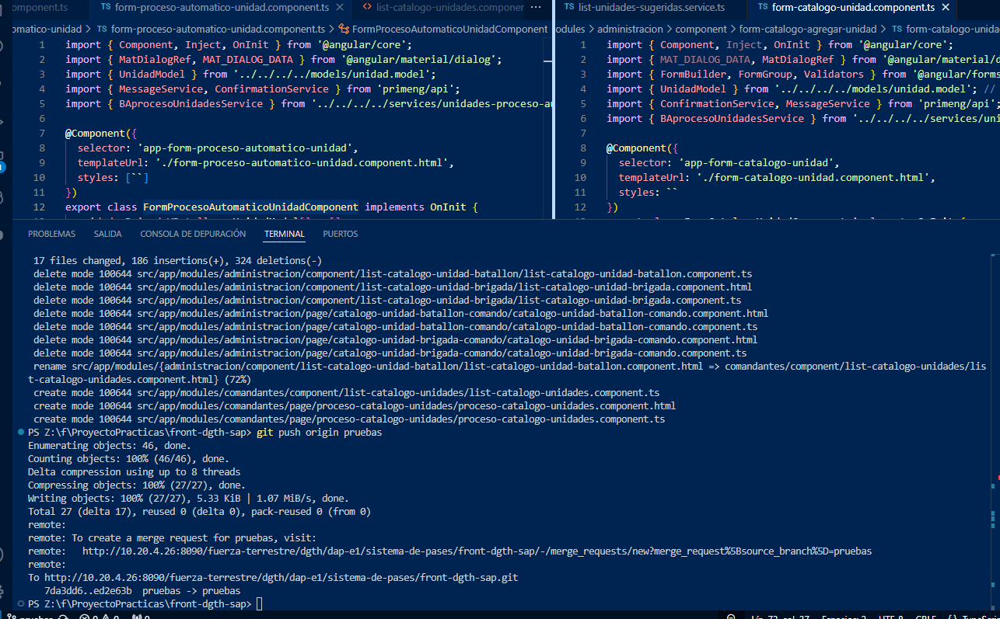 omponent.ts
TS form-proceso-automatico-unidad.component.ts ×
<> list-catalogo-unidades.componer ···
omatico-unidad > TS form-proceso-automatico-unidad.component.ts > FormProcesoAutomaticoUnidadComponent
1 import { Component, Inject, OnInit } from '@angular/core';
2 import { MatDialogRef, MAT_DIALOG_DATA } from '@angular/material/dialog';
3 import { UnidadModel } from '../../../../models/unidad.model';
4 import { MessageService, ConfirmationService } from 'primeng/api';
5 import { BAprocesoUnidadesService } from '../../../../services/unidades-proceso-au
6
7 @Component({
8 selector: 'app-form-proceso-automatico-unidad',
9 templateUrl: './form-proceso-automatico-unidad.component.html',
10 styles: [``]
11 })
12 export class FormProcesoAutomaticoUnidadComponent implements OnInit {
TS list-unidades-sugeridas.service.ts
TS form-catalogo-unidad.component.ts ×
odules > administracion > component > form-catalogo-agregar-unidad > TS form-catalogo-unidad
1 import { Component, Inject, OnInit } from '@angular/core';
2 import { MAT_DIALOG_DATA, MatDialogRef } from '@angular/material/d
3 import { FormBuilder, FormGroup, Validators } from '@angular/forms
4 import { UnidadModel } from '../../../../models/unidad.model'; //
5 import { ConfirmationService, MessageService } from 'primeng/api';
6 import { BAprocesoUnidadesService } from '../../../../services/uni
7
8 @Component({
9 selector: 'app-form-catalogo-unidad',
10 templateUrl: './form-catalogo-unidad.component.html',
11 styles: ``
12 })
PROBLEMAS SALIDA CONSOLA DE DEPURACIÓN TERMINAL PUERTOS
17 files changed, 186 insertions(+), 324 deletions(-)
delete mode 100644 src/app/modules/administracion/component/list-catalogo-unidad-batallon/list-catalogo-unidad-batallon.component.ts
delete mode 100644 src/app/modules/administracion/component/list-catalogo-unidad-brigada/list-catalogo-unidad-brigada.component.html
delete mode 100644 src/app/modules/administracion/component/list-catalogo-unidad-brigada/list-catalogo-unidad-brigada.component.ts
delete mode 100644 src/app/modules/administracion/page/catalogo-unidad-batallon-comando/catalogo-unidad-batallon-comando.component.html
delete mode 100644 src/app/modules/administracion/page/catalogo-unidad-batallon-comando/catalogo-unidad-batallon-comando.component.ts
delete mode 100644 src/app/modules/administracion/page/catalogo-unidad-brigada-comando/catalogo-unidad-brigada-comando.component.html
delete mode 100644 src/app/modules/administracion/page/catalogo-unidad-brigada-comando/catalogo-unidad-brigada-comando.component.ts
rename src/app/modules/{administracion/component/list-catalogo-unidad-batallon/list-catalogo-unidad-batallon.component.html => comandantes/component/list-catalogo-unidades/lis
t-catalogo-unidades.component.html} (72%)
create mode 100644 src/app/modules/comandantes/component/list-catalogo-unidades/list-catalogo-unidades.component.ts
create mode 100644 src/app/modules/comandantes/page/proceso-catalogo-unidades/proceso-catalogo-unidades.component.html
create mode 100644 src/app/modules/comandantes/page/proceso-catalogo-unidades/proceso-catalogo-unidades.component.ts
PS Z:\f\ProyectoPracticas\front-dgth-sap> git push origin pruebas
Enumerating objects: 46, done.
Counting objects: 100% (46/46), done.
Delta compression using up to 8 threads
Compressing objects: 100% (27/27), done.
Writing objects: 100% (27/27), 5.33 KiB | 1.07 MiB/s, done.
Total 27 (delta 17), reused 0 (delta 0), pack-reused 0 (from 0)
remote:
remote: To create a merge request for pruebas, visit:
remote:   http://10.20.4.26:8090/fuerza-terrestre/dgth/dap-e1/sistema-de-pases/front-dgth-sap/-/merge_requests/new?merge_request%5Bsource_branch%5D=pruebas
remote:
To http://10.20.4.26:8090/fuerza-terrestre/dgth/dap-e1/sistema-de-pases/front-dgth-sap.git
7da3dd6..ed2e63b  pruebas -> pruebas
PS Z:\f\ProyectoPracticas\front-dgth-sap>